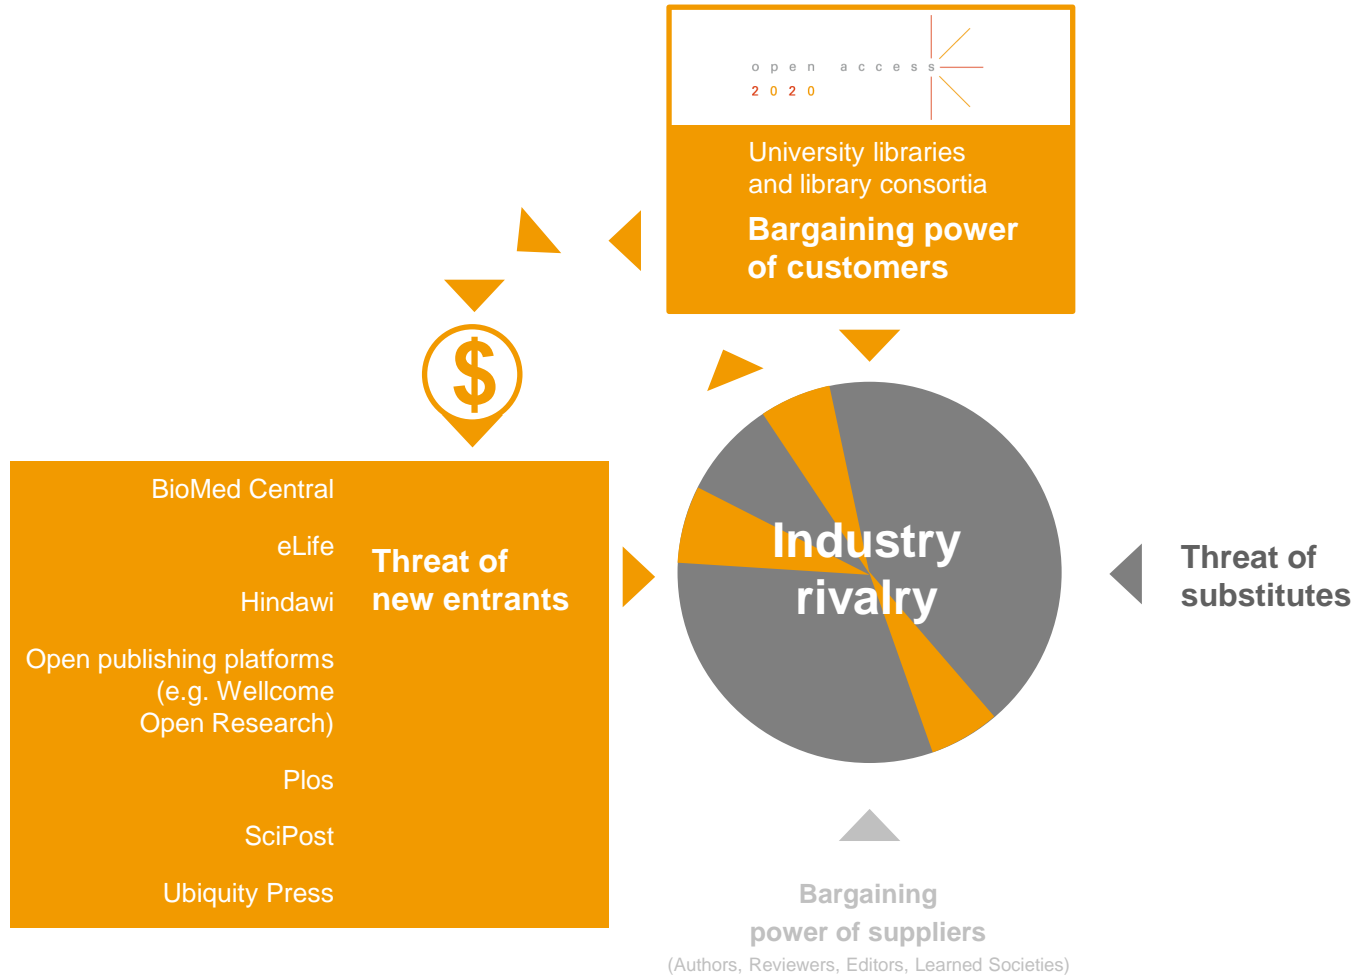 open access
2020
University libraries
and library consortia
Bargaining power
of customers
$
BioMed Central
eLife
Hindawi
Open publishing platforms
(e.g. Wellcome
Open Research)
Plos
SciPost
Ubiquity Press
Threat of
new entrants
Industry
rivalry
Threat of
substitutes
Bargaining
power of suppliers
(Authors, Reviewers, Editors, Learned Societies)